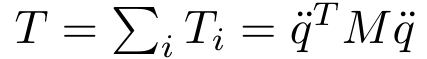 $T = \sum_i T_i = \ddot{q}^T M \ddot{q}$